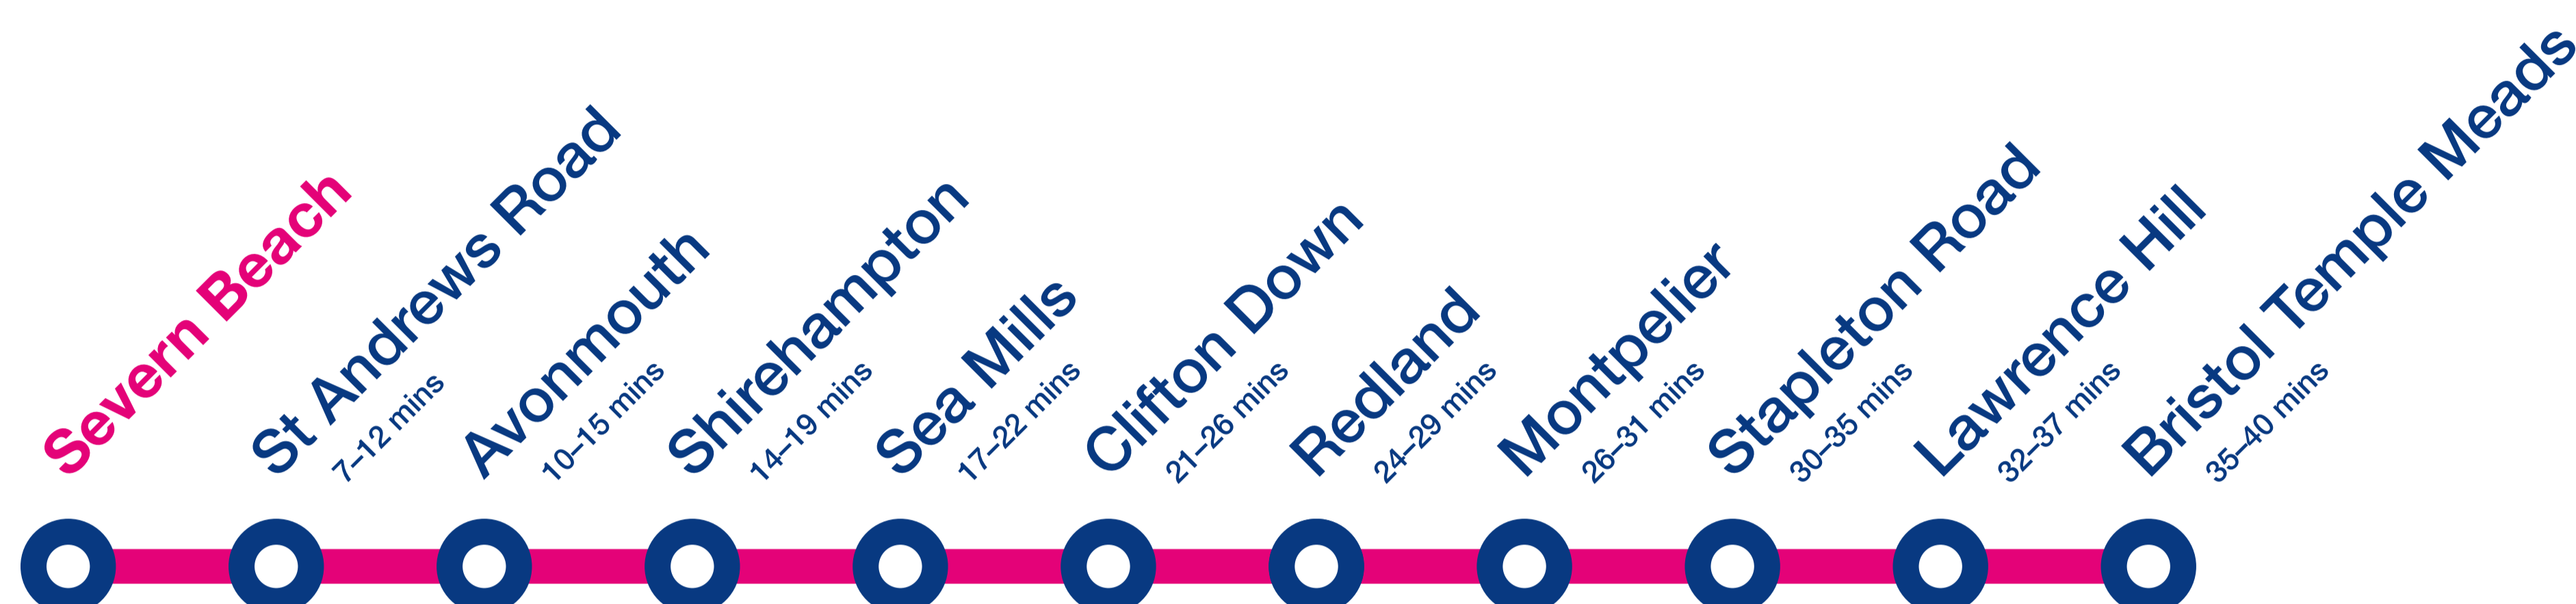 Severn Beach
St Andrews Road
7–12 mins
Avonmouth
10–15 mins
Shirehampton
14–19 mins
Sea Mills
17–22 mins
Clifton Down
21–26 mins
Redland
24–29 mins
Montpelier
26–31 mins
Stapleton Road
30–35 mins
Lawrence Hill
32–37 mins
Bristol Temple Meads
35–40 mins